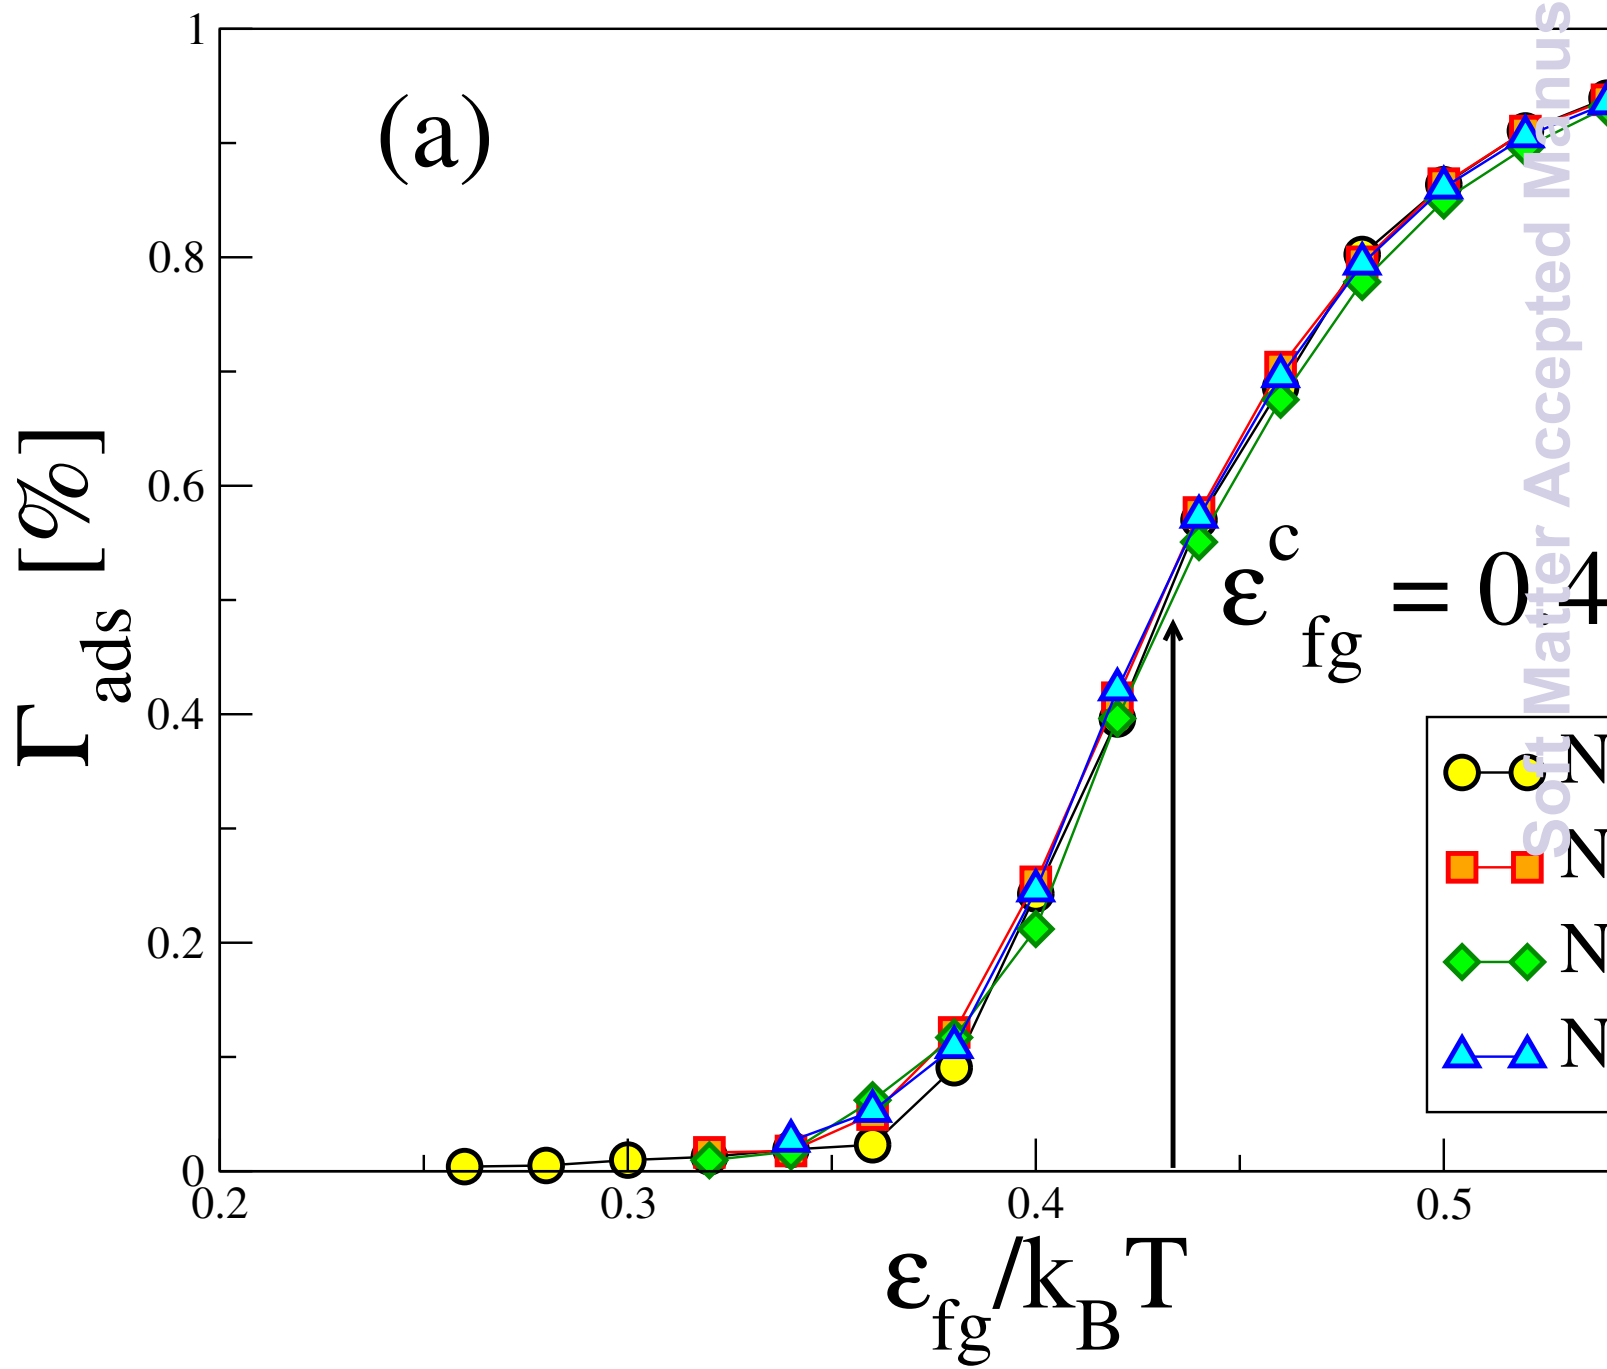 1
(a)
0.8
0.6
0.4
0.2
0
Γads [%]
εcfg = 0.4
N
N
N
N
0.2 0.3 0.4 0.5
εfg/kBT
Soft Matter Accepted Manus